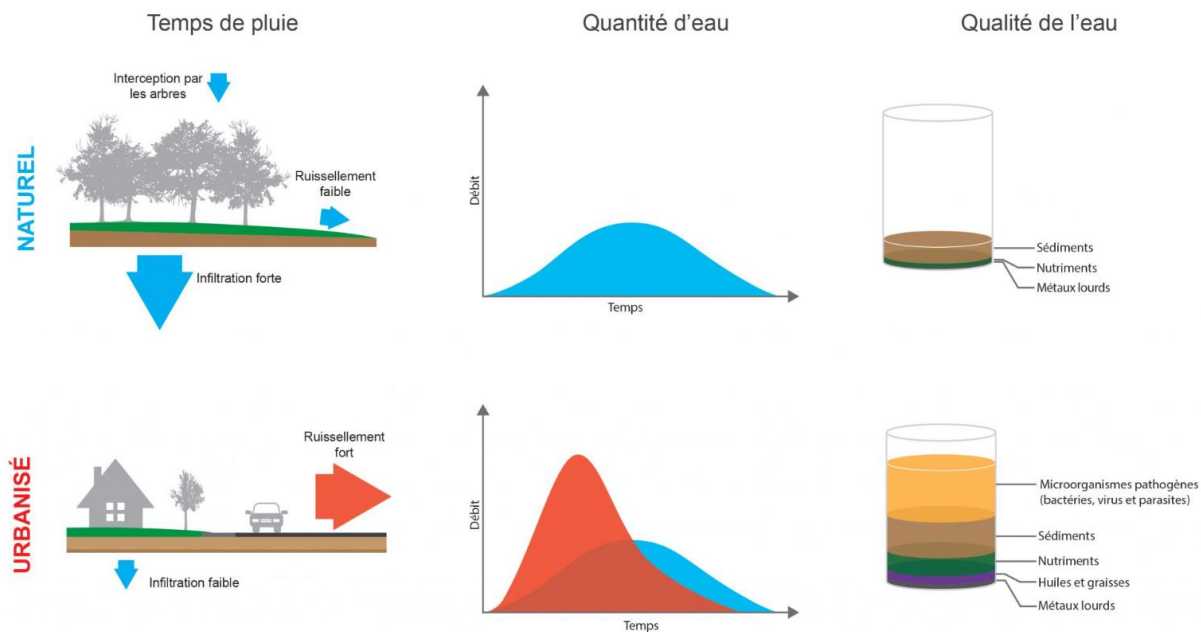 Temps de pluie
Quantité d'eau
Qualité de l'eau
NATUREL
Interception par
les arbres
Ruissellement
faible
Infiltration forte
Débit
Temps
Sédiments
Nutriments
Métaux lourds
URBANISÉ
Ruissellement
fort
Infiltration faible
Débit
Temps
Microorganismes pathogènes
(bactéries, virus et parasites)
Sédiments
Nutriments
Huiles et graisses
Métaux lourds